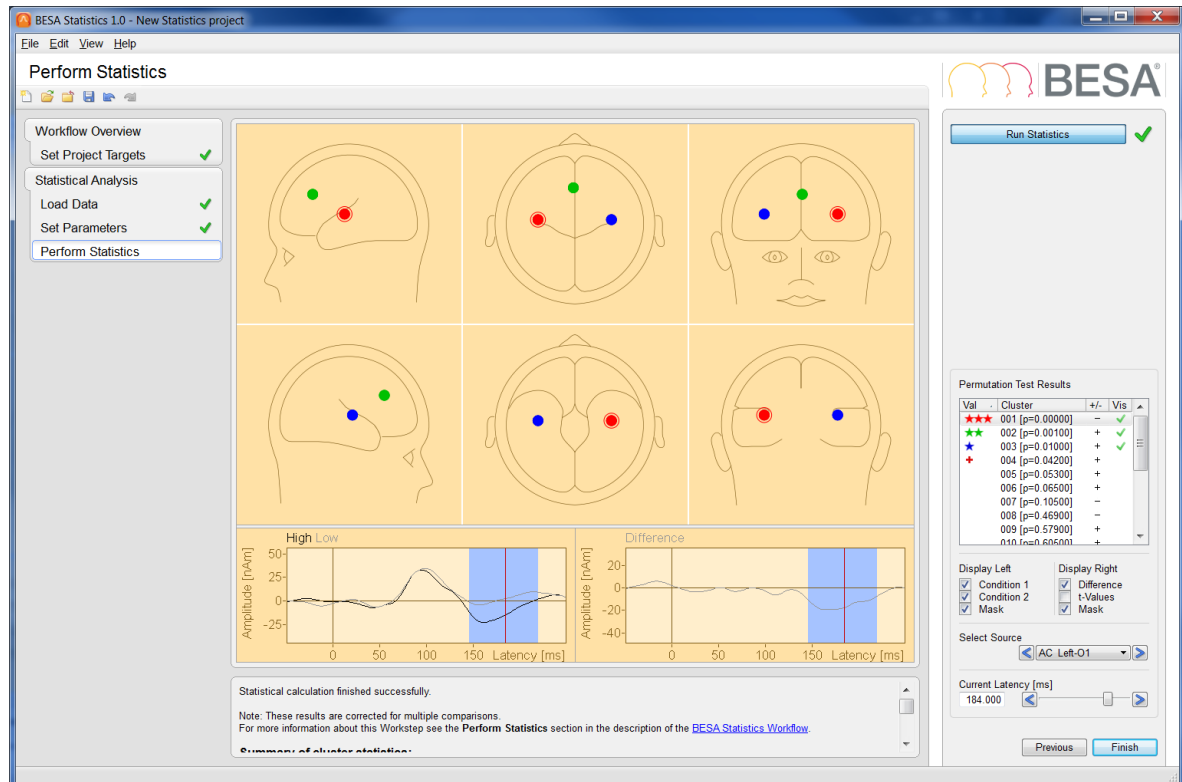 BESA Statistics 1.0 - New Statistics project
File Edit View Help
Perform Statistics
BESA®
Workflow Overview
Set Project Targets
Statistical Analysis
Load Data
Set Parameters
Perform Statistics
Run Statistics
Permutation Test Results
Val Cluster +/- Vis
001 [p=0.00000] –
002 [p=0.00100] +
003 [p=0.01000] +
004 [p=0.04200] +
005 [p=0.05300] +
006 [p=0.06500] +
007 [p=0.10500] –
008 [p=0.46900] –
009 [p=0.57900] +
010 [p=0.60500] +
High Low
Amplitude [nAm]
50
25
0
-25
0 50 100 150 Latency [ms]
Difference
Amplitude [nAm]
20
0
-20
-40
0 50 100 150 Latency [ms]
Display Left
Condition 1
Condition 2
Mask
Display Right
Difference
t-Values
Mask
Select Source
AC_Left-O1
Current Latency [ms]
184.000
Statistical calculation finished successfully.
Note: These results are corrected for multiple comparisons.
For more information about this Workstep see the Perform Statistics section in the description of the BESA Statistics Workflow.
Summary of cluster statistics:
Previous Finish